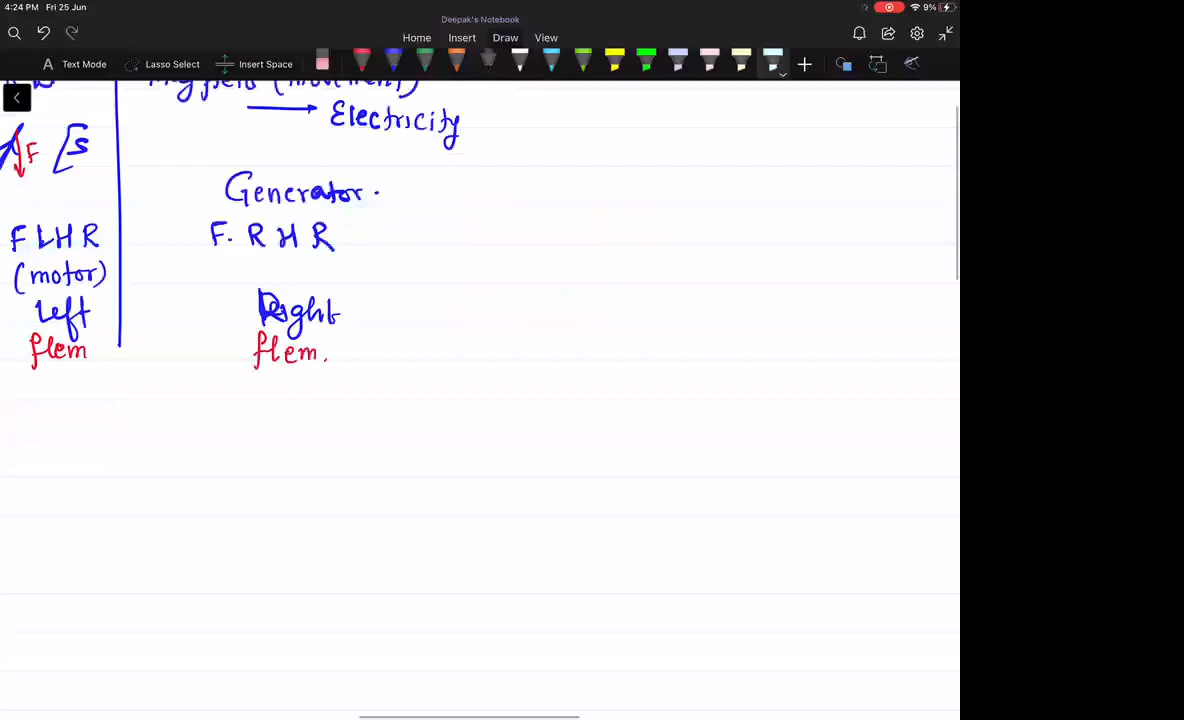 4:24 PM Fri 25 Jun
9%
Deepak's Notebook
Home Insert Draw View
Text Mode Lasso Select Insert Space
(movement)
→ Electricity
F S
Generator.
F L H R
F. R H R
(motor)
Left
Right
flem
flem.